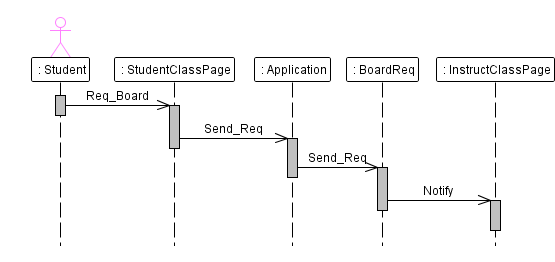 : Student
: StudentClassPage
: Application
: BoardReq
: InstructClassPage
Req_Board
Send_Req
Send_Req
Notify